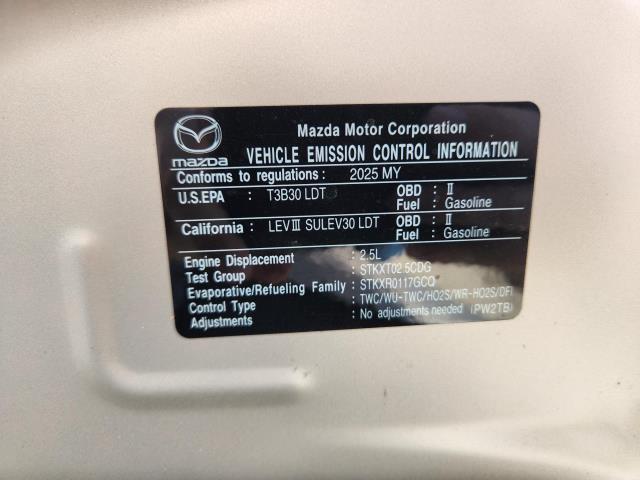 mazda
Mazda Motor Corporation
VEHICLE EMISSION CONTROL INFORMATION
Conforms to regulations: 2025 MY
U.S.EPA : T3B30 LDT OBD : II
Fuel : Gasoline
California : LEV III SULEV30 LDT OBD : II
Fuel : Gasoline
Engine Displacement : 2.5L
Test Group : STKXT02.5CDG
Evaporative/Refueling Family : STKXR0117GCQ
Control Type : TWC/WU-TWC/HO2S/WR-HO2S/DFI
Adjustments : No adjustments needed (PW2TB)